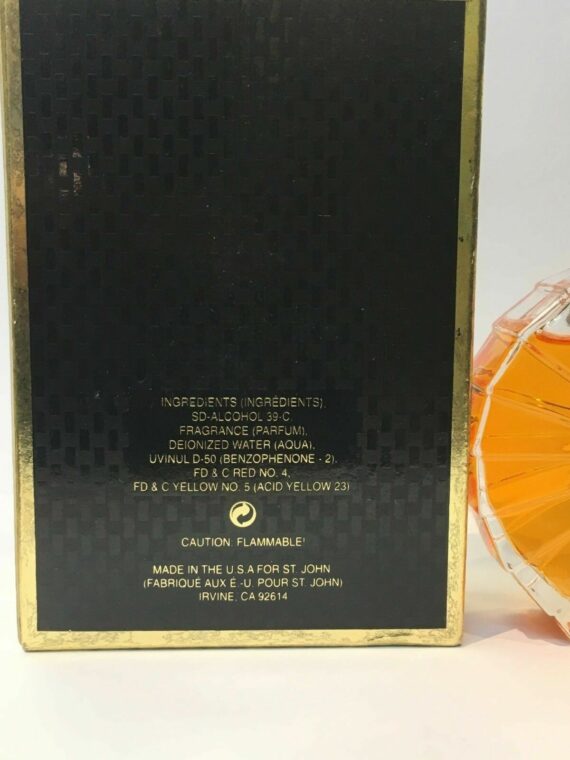 INGREDIENTS (INGRÉDIENTS),
SD-ALCOHOL 39-C,
FRAGRANCE (PARFUM),
DEIONIZED WATER (AQUA),
UVINUL D-50 (BENZOPHENONE - 2),
FD & C RED NO. 4,
FD & C YELLOW NO. 5 (ACID YELLOW 23)
CAUTION: FLAMMABLE!
MADE IN THE U.S.A FOR ST. JOHN
(FABRIQUÉ AUX É.-U. POUR ST. JOHN)
IRVINE, CA 92614